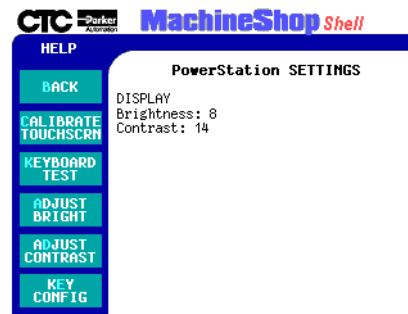 CTC Parker
Automation
MachineShop Shell
HELP
PowerStation SETTINGS
BACK
DISPLAY
Brightness: 8
Contrast: 14
CALIBRATE
TOUCHSCRN
KEYBOARD
TEST
ADJUST
BRIGHT
ADJUST
CONTRAST
KEY
CONFIG